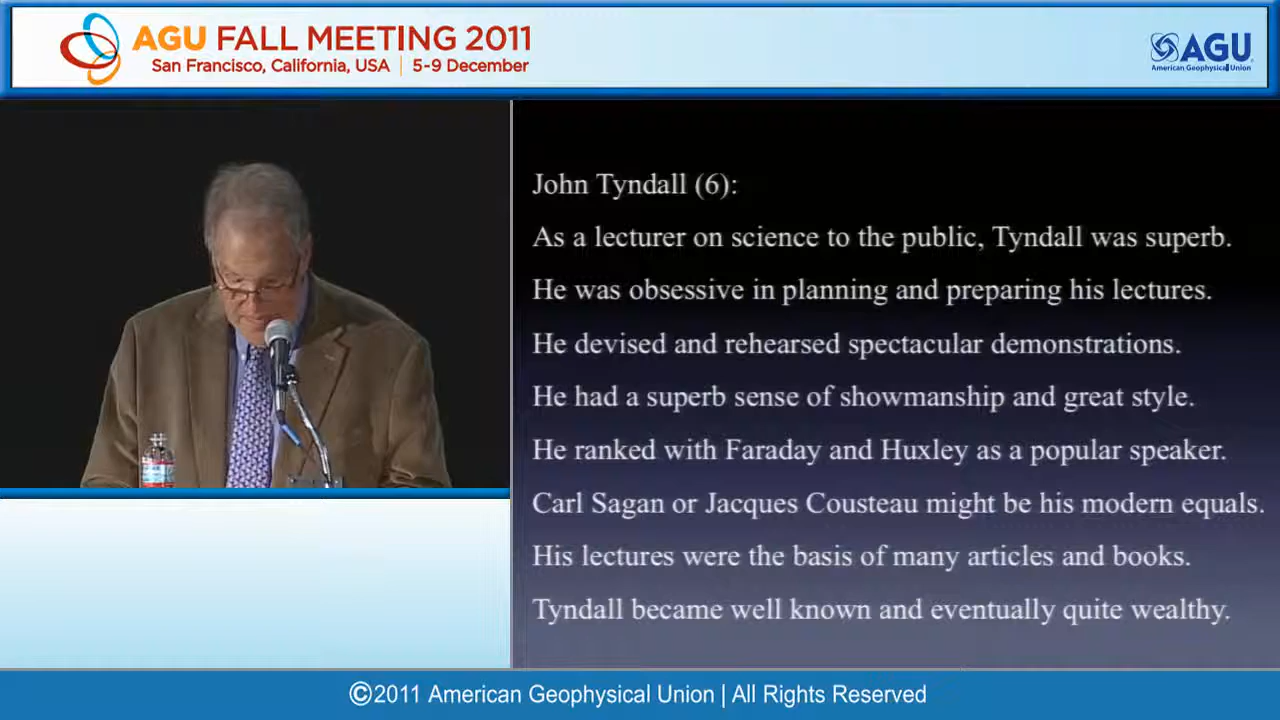 AGU FALL MEETING 2011
San Francisco, California, USA | 5-9 December
AGU
American Geophysical Union
John Tyndall (6):
As a lecturer on science to the public, Tyndall was superb.
He was obsessive in planning and preparing his lectures.
He devised and rehearsed spectacular demonstrations.
He had a superb sense of showmanship and great style.
He ranked with Faraday and Huxley as a popular speaker.
Carl Sagan or Jacques Cousteau might be his modern equals.
His lectures were the basis of many articles and books.
Tyndall became well known and eventually quite wealthy.
©2011 American Geophysical Union | All Rights Reserved